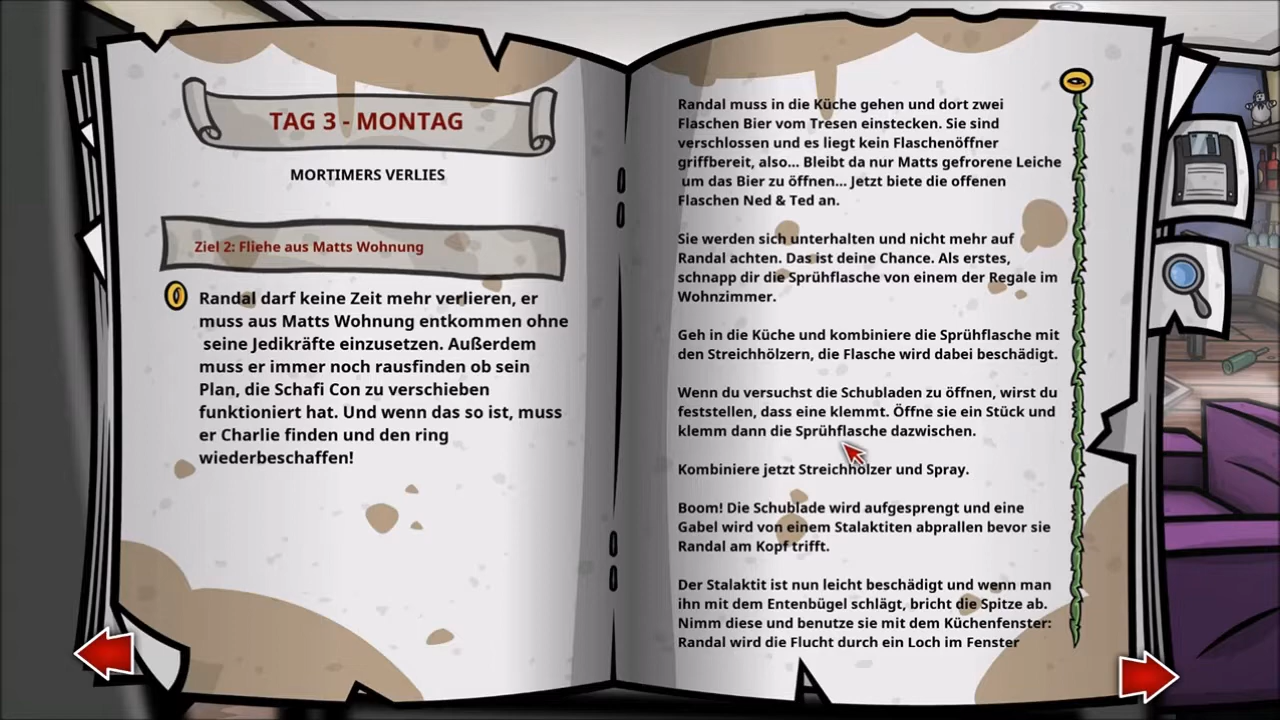 TAG 3 - MONTAG
MORTIMERS VERLIES
Ziel 2: Fliehe aus Matts Wohnung
Randal darf keine Zeit mehr verlieren, er
muss aus Matts Wohnung entkommen ohne
seine Jedikräfte einzusetzen. Außerdem
muss er immer noch rausfinden ob sein
Plan, die Schafi Con zu verschieben
funktioniert hat. Und wenn das so ist, muss
er Charlie finden und den ring
wiederbeschaffen!
Randal muss in die Küche gehen und dort zwei
Flaschen Bier vom Tresen einstecken. Sie sind
verschlossen und es liegt kein Flaschenöffner
griffbereit, also... Bleibt da nur Matts gefrorene Leiche
um das Bier zu öffnen... Jetzt biete die offenen
Flaschen Ned & Ted an.
Sie werden sich unterhalten und nicht mehr auf
Randal achten. Das ist deine Chance. Als erstes,
schnapp dir die Sprühflasche von einem der Regale im
Wohnzimmer.
Geh in die Küche und kombiniere die Sprühflasche mit
den Streichhölzern, die Flasche wird dabei beschädigt.
Wenn du versuchst die Schubladen zu öffnen, wirst du
feststellen, dass eine klemmt. Öffne sie ein Stück und
klemm dann die Sprühflasche dazwischen.
Kombiniere jetzt Streichhölzer und Spray.
Boom! Die Schublade wird aufgesprengt und eine
Gabel wird von einem Stalaktiten abprallen bevor sie
Randal am Kopf trifft.
Der Stalaktit ist nun leicht beschädigt und wenn man
ihn mit dem Entenbügel schlägt, bricht die Spitze ab.
Nimm diese und benutze sie mit dem Küchenfenster:
Randal wird die Flucht durch ein Loch im Fenster